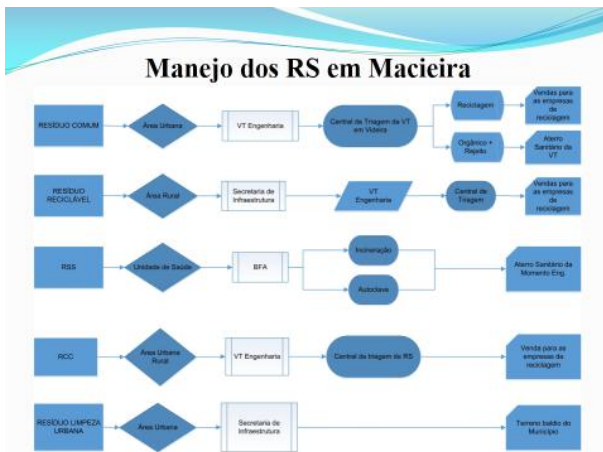 Manejo dos RS em Macieira
RESÍDUO COMUM
Área Urbana
VT Engenharia
Central de Triagem da VT
em Videira
Reciclagem
Vendas para
as empresas
de
reciclagem
Orgânico +
Rejeito
Aterro
Sanitário da
VT
RESÍDUO
RECICLÁVEL
Área Rural
Secretaria de
Infraestrutura
VT
Engenharia
Central de
Triagem
Vendas para
as empresas
de
reciclagem
RSS
Unidade de Saúde
BFA
Incineração
Autoclave
Aterro Sanitário da
Momento Eng.
RCC
Área Urbana
Rural
VT Engenharia
Central de triagem de RS
Venda para as
empresas de
reciclagem
RESÍDUO LIMPEZA
URBANA
Área Urbana
Secretaria de
Infraestrutura
Terreno baldio do
Município